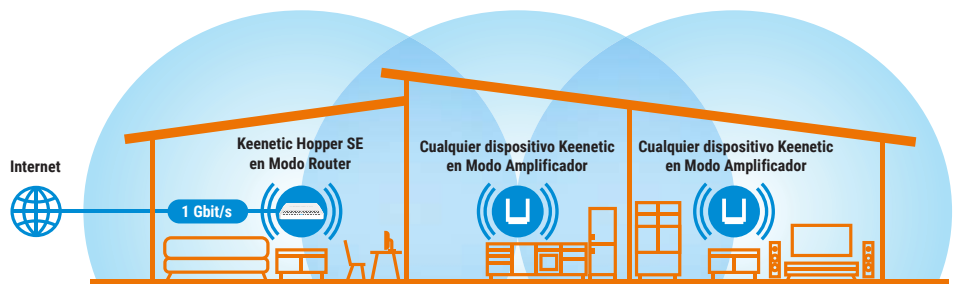 Internet
1 Gbit/s
Keenetic Hopper SE
en Modo Router
Cualquier dispositivo Keenetic
en Modo Amplificador
Cualquier dispositivo Keenetic
en Modo Amplificador